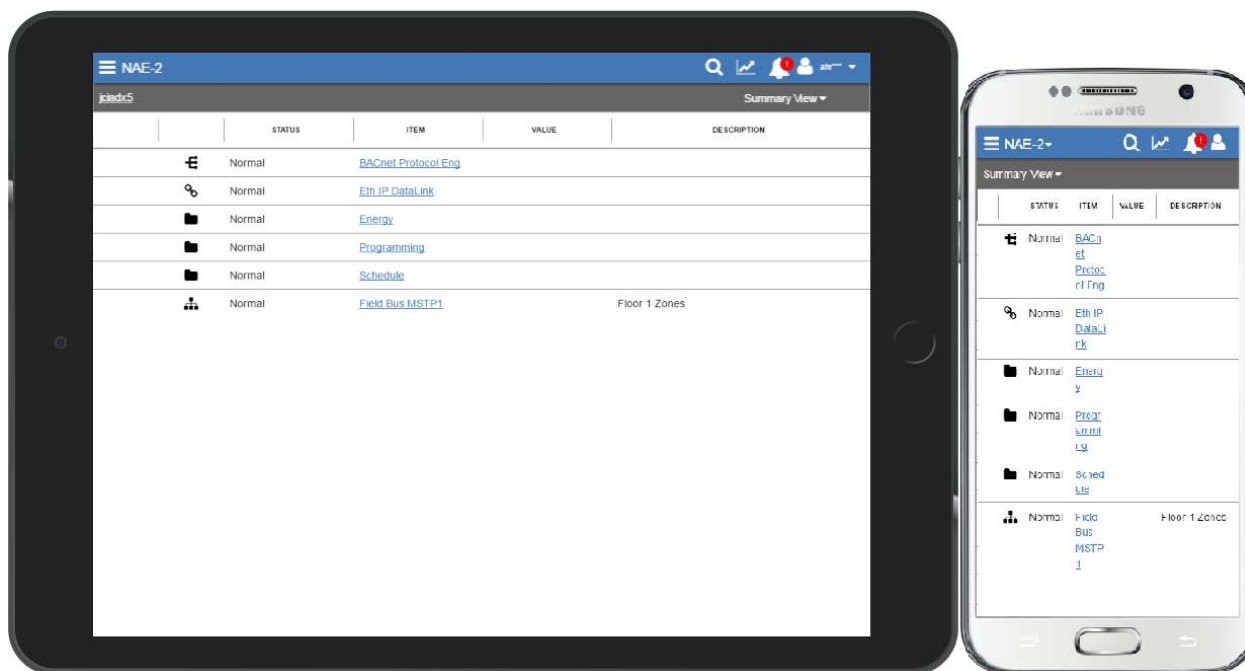 NAE-2
jciedx5
Summary View
STATUS ITEM VALUE DESCRIPTION
Normal BACnet Protocol Eng
Normal Eth IP DataLink
Normal Energy
Normal Programming
Normal Schedule
Normal Field Bus MSTP1 Floor 1 Zones
SAMSUNG
NAE-2
Summary View
STATUS ITEM VALUE DESCRIPTION
Normal BACn
et
Protoc
ol Eng
Normal Eth IP
DataLi
nk
Normal Energ
y
Normal Progr
ammi
ng
Normal Sched
ule
Normal Field Floor 1 Zones
Bus
MSTP
1